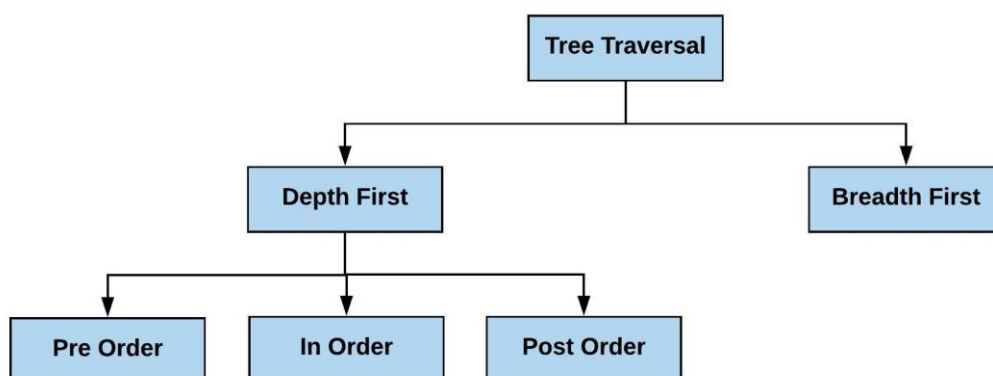 Tree Traversal
Depth First
Breadth First
Pre Order
In Order
Post Order